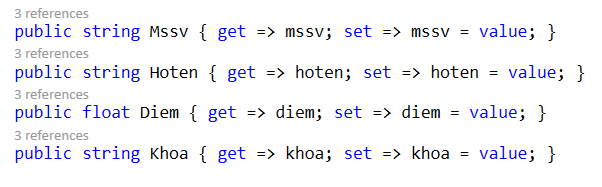 3 references
public string Mssv { get => mssv; set => mssv = value; }
3 references
public string Hoten { get => hoten; set => hoten = value; }
3 references
public float Diem { get => diem; set => diem = value; }
3 references
public string Khoa { get => khoa; set => khoa = value; }